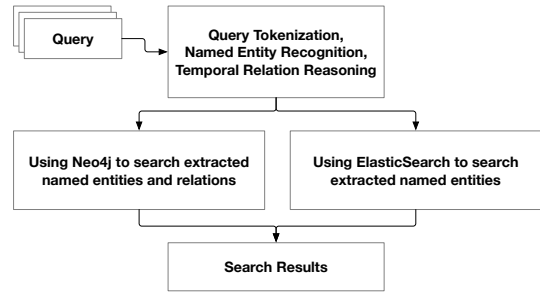 Query
Query Tokenization,
Named Entity Recognition,
Temporal Relation Reasoning
Using Neo4j to search extracted
named entities and relations
Using ElasticSearch to search
extracted named entities
Search Results